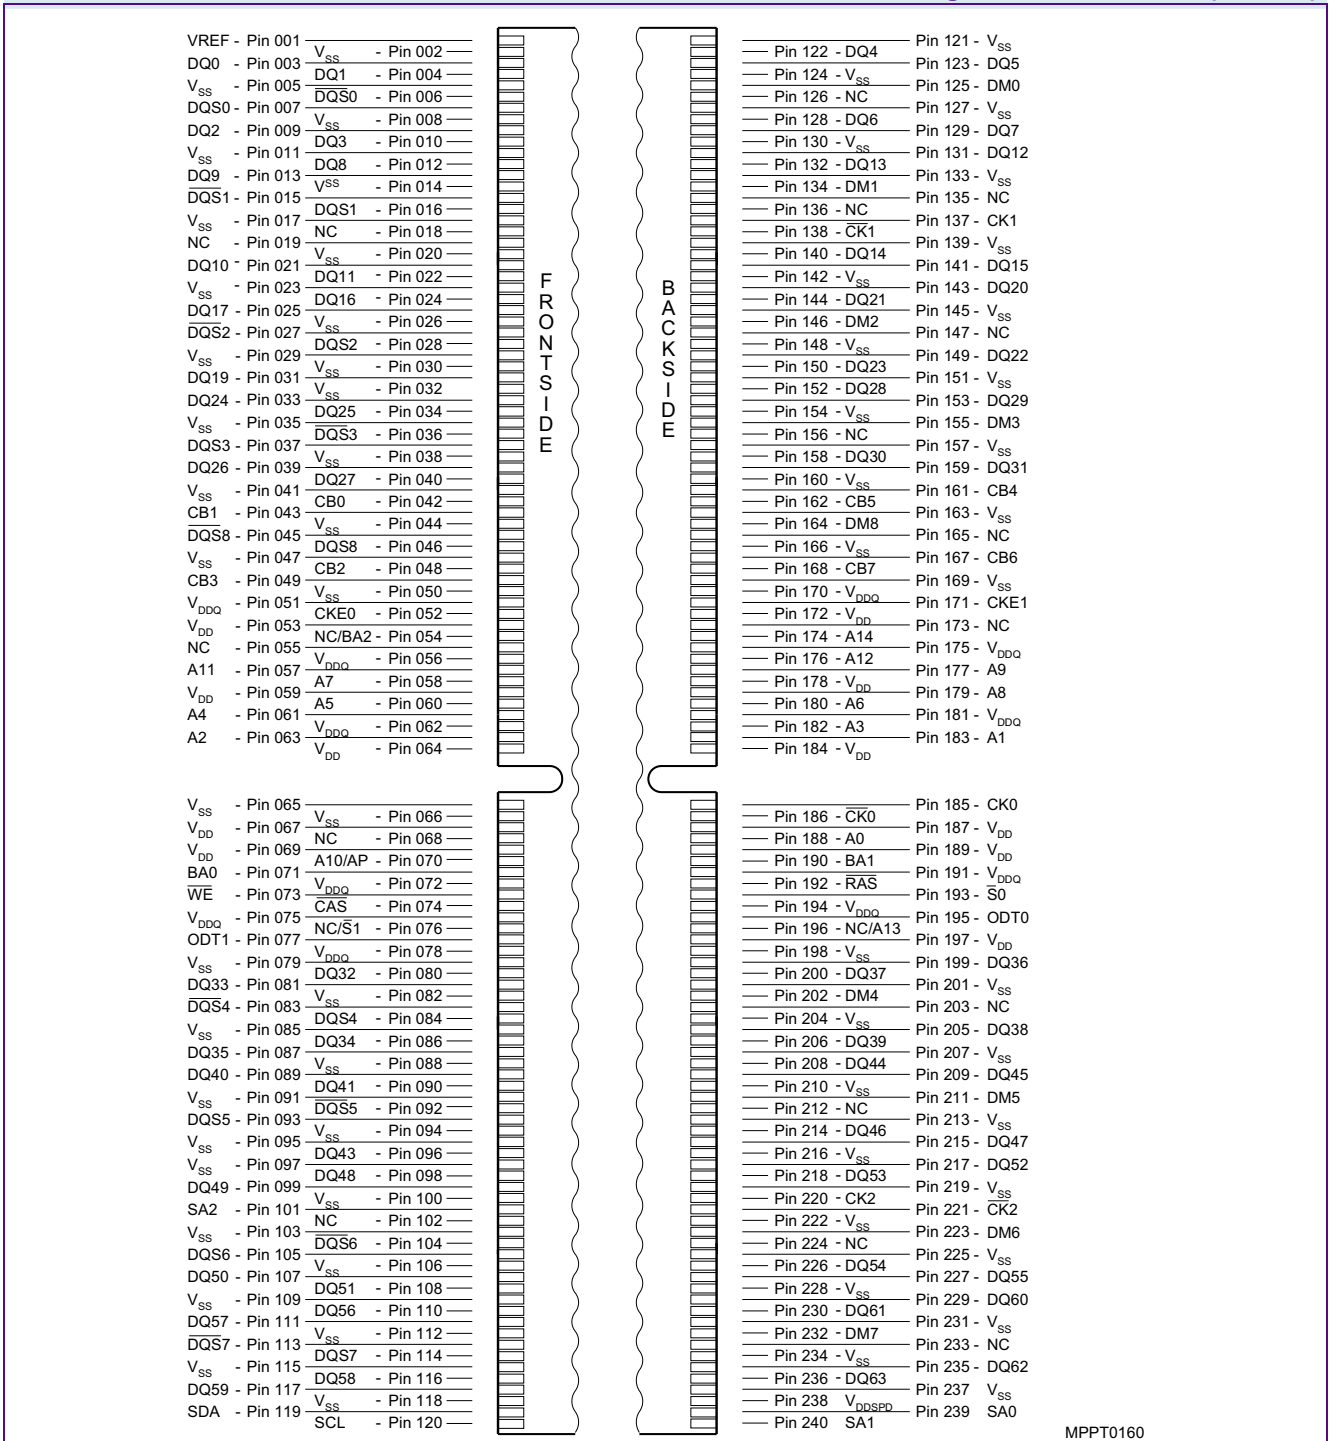 VREF - Pin 001
VSS - Pin 002
DQ0 - Pin 003
DQ1 - Pin 004
VSS - Pin 005
D̅Q̅S̅0 - Pin 006
DQS0 - Pin 007
VSS - Pin 008
DQ2 - Pin 009
DQ3 - Pin 010
VSS - Pin 011
DQ8 - Pin 012
DQ9 - Pin 013
VSS - Pin 014
D̅Q̅S̅1 - Pin 015
DQS1 - Pin 016
VSS - Pin 017
NC - Pin 018
NC - Pin 019
VSS - Pin 020
DQ10 - Pin 021
DQ11 - Pin 022
VSS - Pin 023
DQ16 - Pin 024
DQ17 - Pin 025
VSS - Pin 026
D̅Q̅S̅2 - Pin 027
DQS2 - Pin 028
VSS - Pin 029
VSS - Pin 030
DQ19 - Pin 031
VSS - Pin 032
DQ24 - Pin 033
DQ25 - Pin 034
VSS - Pin 035
D̅Q̅S̅3 - Pin 036
DQS3 - Pin 037
VSS - Pin 038
DQ26 - Pin 039
DQ27 - Pin 040
VSS - Pin 041
CB0 - Pin 042
CB1 - Pin 043
VSS - Pin 044
D̅Q̅S̅8 - Pin 045
DQS8 - Pin 046
VSS - Pin 047
CB2 - Pin 048
CB3 - Pin 049
VSS - Pin 050
VDDQ - Pin 051
CKE0 - Pin 052
VDD - Pin 053
NC/BA2 - Pin 054
NC - Pin 055
VDDQ - Pin 056
A11 - Pin 057
A7 - Pin 058
VDD - Pin 059
A5 - Pin 060
A4 - Pin 061
VDDQ - Pin 062
A2 - Pin 063
VDD - Pin 064
VSS - Pin 065
VSS - Pin 066
VDD - Pin 067
NC - Pin 068
VDD - Pin 069
A10/AP - Pin 070
BA0 - Pin 071
VDDQ - Pin 072
W̅E̅ - Pin 073
C̅A̅S̅ - Pin 074
VDDQ - Pin 075
NC/S̅1 - Pin 076
ODT1 - Pin 077
VDDQ - Pin 078
VSS - Pin 079
DQ32 - Pin 080
DQ33 - Pin 081
VSS - Pin 082
D̅Q̅S̅4 - Pin 083
DQS4 - Pin 084
VSS - Pin 085
DQ34 - Pin 086
DQ35 - Pin 087
VSS - Pin 088
DQ40 - Pin 089
DQ41 - Pin 090
VSS - Pin 091
D̅Q̅S̅5 - Pin 092
DQS5 - Pin 093
VSS - Pin 094
VSS - Pin 095
DQ43 - Pin 096
VSS - Pin 097
DQ48 - Pin 098
DQ49 - Pin 099
VSS - Pin 100
SA2 - Pin 101
NC - Pin 102
VSS - Pin 103
D̅Q̅S̅6 - Pin 104
DQS6 - Pin 105
VSS - Pin 106
DQ50 - Pin 107
DQ51 - Pin 108
VSS - Pin 109
DQ56 - Pin 110
DQ57 - Pin 111
VSS - Pin 112
D̅Q̅S̅7 - Pin 113
DQS7 - Pin 114
VSS - Pin 115
DQ58 - Pin 116
DQ59 - Pin 117
VSS - Pin 118
SDA - Pin 119
SCL - Pin 120
FRONTSIDE
BACKSIDE
Pin 121 - VSS
Pin 122 - DQ4
Pin 123 - DQ5
Pin 124 - VSS
Pin 125 - DM0
Pin 126 - NC
Pin 127 - VSS
Pin 128 - DQ6
Pin 129 - DQ7
Pin 130 - VSS
Pin 131 - DQ12
Pin 132 - DQ13
Pin 133 - VSS
Pin 134 - DM1
Pin 135 - NC
Pin 136 - NC
Pin 137 - CK1
Pin 138 - C̅K̅1
Pin 139 - VSS
Pin 140 - DQ14
Pin 141 - DQ15
Pin 142 - VSS
Pin 143 - DQ20
Pin 144 - DQ21
Pin 145 - VSS
Pin 146 - DM2
Pin 147 - NC
Pin 148 - VSS
Pin 149 - DQ22
Pin 150 - DQ23
Pin 151 - VSS
Pin 152 - DQ28
Pin 153 - DQ29
Pin 154 - VSS
Pin 155 - DM3
Pin 156 - NC
Pin 157 - VSS
Pin 158 - DQ30
Pin 159 - DQ31
Pin 160 - VSS
Pin 161 - CB4
Pin 162 - CB5
Pin 163 - VSS
Pin 164 - DM8
Pin 165 - NC
Pin 166 - VSS
Pin 167 - CB6
Pin 168 - CB7
Pin 169 - VSS
Pin 170 - VDDQ
Pin 171 - CKE1
Pin 172 - VDD
Pin 173 - NC
Pin 174 - A14
Pin 175 - VDDQ
Pin 176 - A12
Pin 177 - A9
Pin 178 - VDD
Pin 179 - A8
Pin 180 - A6
Pin 181 - VDDQ
Pin 182 - A3
Pin 183 - A1
Pin 184 - VDD
Pin 185 - CK0
Pin 186 - C̅K̅0
Pin 187 - VDD
Pin 188 - A0
Pin 189 - VDD
Pin 190 - BA1
Pin 191 - VDDQ
Pin 192 - R̅A̅S̅
Pin 193 - S̅0
Pin 194 - VDDQ
Pin 195 - ODT0
Pin 196 - NC/A13
Pin 197 - VDD
Pin 198 - VSS
Pin 199 - DQ36
Pin 200 - DQ37
Pin 201 - VSS
Pin 202 - DM4
Pin 203 - NC
Pin 204 - VSS
Pin 205 - DQ38
Pin 206 - DQ39
Pin 207 - VSS
Pin 208 - DQ44
Pin 209 - DQ45
Pin 210 - VSS
Pin 211 - DM5
Pin 212 - NC
Pin 213 - VSS
Pin 214 - DQ46
Pin 215 - DQ47
Pin 216 - VSS
Pin 217 - DQ52
Pin 218 - DQ53
Pin 219 - VSS
Pin 220 - CK2
Pin 221 - C̅K̅2
Pin 222 - VSS
Pin 223 - DM6
Pin 224 - NC
Pin 225 - VSS
Pin 226 - DQ54
Pin 227 - DQ55
Pin 228 - VSS
Pin 229 - DQ60
Pin 230 - DQ61
Pin 231 - VSS
Pin 232 - DM7
Pin 233 - NC
Pin 234 - VSS
Pin 235 - DQ62
Pin 236 - DQ63
Pin 237 VSS
Pin 238 VDDSPD
Pin 239 SA0
Pin 240 SA1
MPPT0160